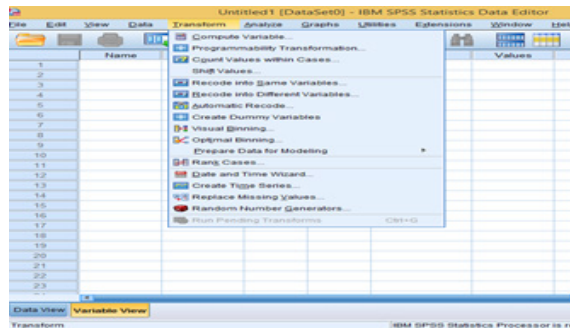 Untitled1 [DataSet0] - IBM SPSS Statistics Data Editor
File Edit View Data Transform Analyze Graphs Utilities Extensions Window Hel
Name Values
Compute Variable...
Programmability Transformation...
Count Values within Cases...
Shift Values...
Recode into Same Variables...
Recode into Different Variables...
Automatic Recode...
Create Dummy Variables
Visual Binning...
Optimal Binning...
Prepare Data for Modeling
Rank Cases...
Date and Time Wizard...
Create Time Series...
Replace Missing Values...
Random Number Generators...
Run Pending Transforms Ctrl+G
1
2
3
4
5
6
7
8
9
10
11
12
13
14
15
16
17
18
19
20
21
22
23
Data View Variable View
Transform IBM SPSS Statistics Processor is r